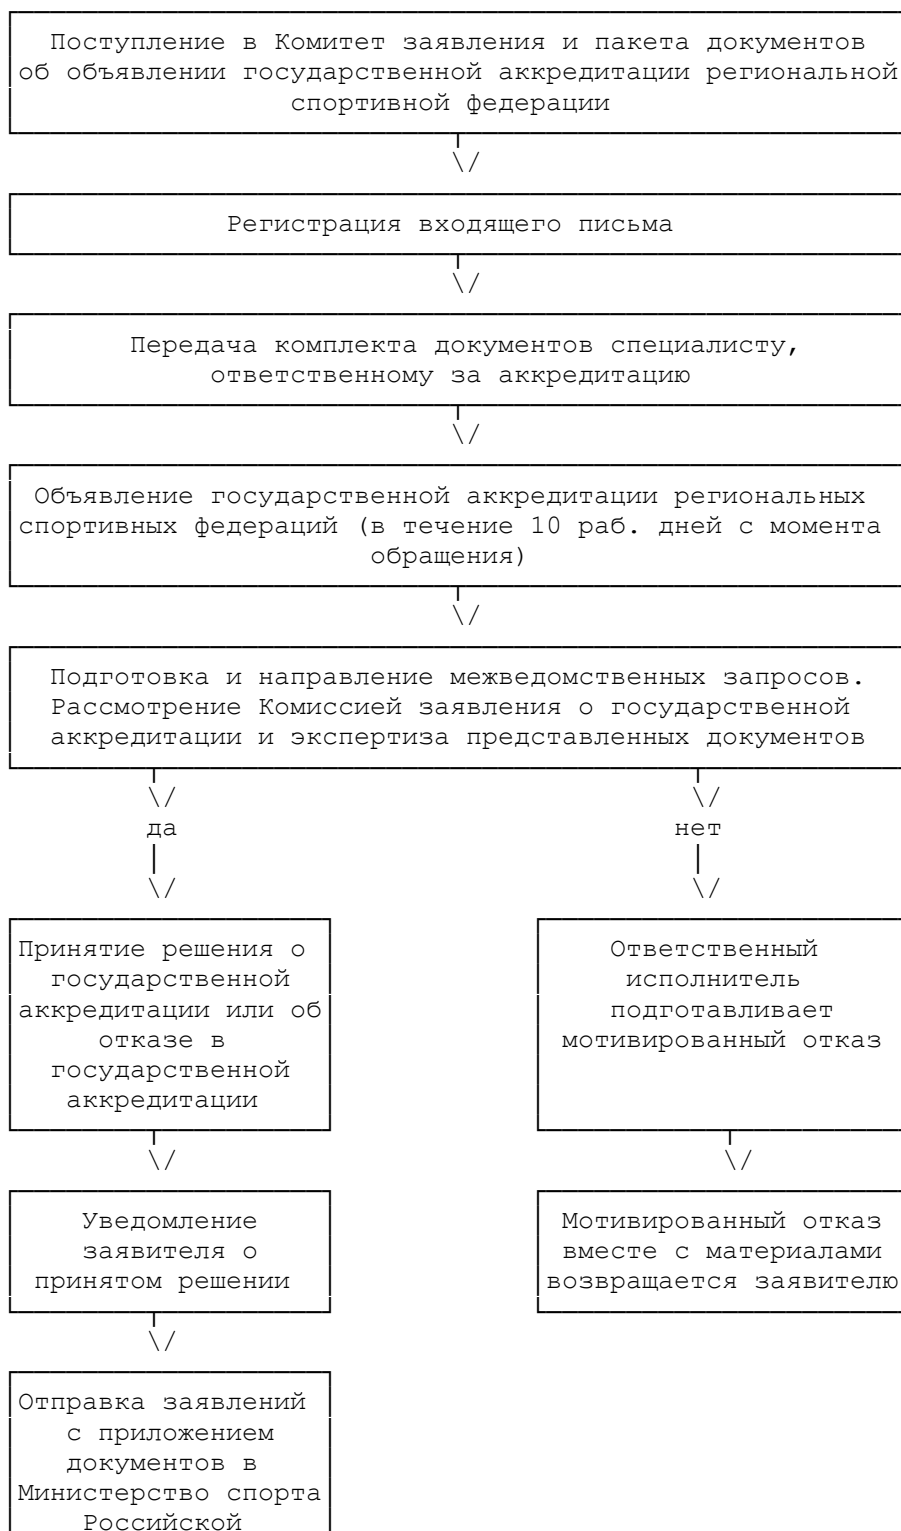 Поступление в Комитет заявления и пакета документов
об объявлении государственной аккредитации региональной
спортивной федерации
\/
Регистрация входящего письма
\/
Передача комплекта документов специалисту,
ответственному за аккредитацию
\/
Объявление государственной аккредитации региональных
спортивных федераций (в течение 10 раб. дней с момента
обращения)
\/
Подготовка и направление межведомственных запросов.
Рассмотрение Комиссией заявления о государственной
аккредитации и экспертиза представленных документов
\/ \/
да нет
\/ \/
Принятие решения о
государственной
аккредитации или об
отказе в
государственной
аккредитации
Ответственный
исполнитель
подготавливает
мотивированный отказ
\/ \/
Уведомление
заявителя о
принятом решении
Мотивированный отказ
вместе с материалами
возвращается заявителю
\/
Отправка заявлений
с приложением
документов в
Министерство спорта
Российской